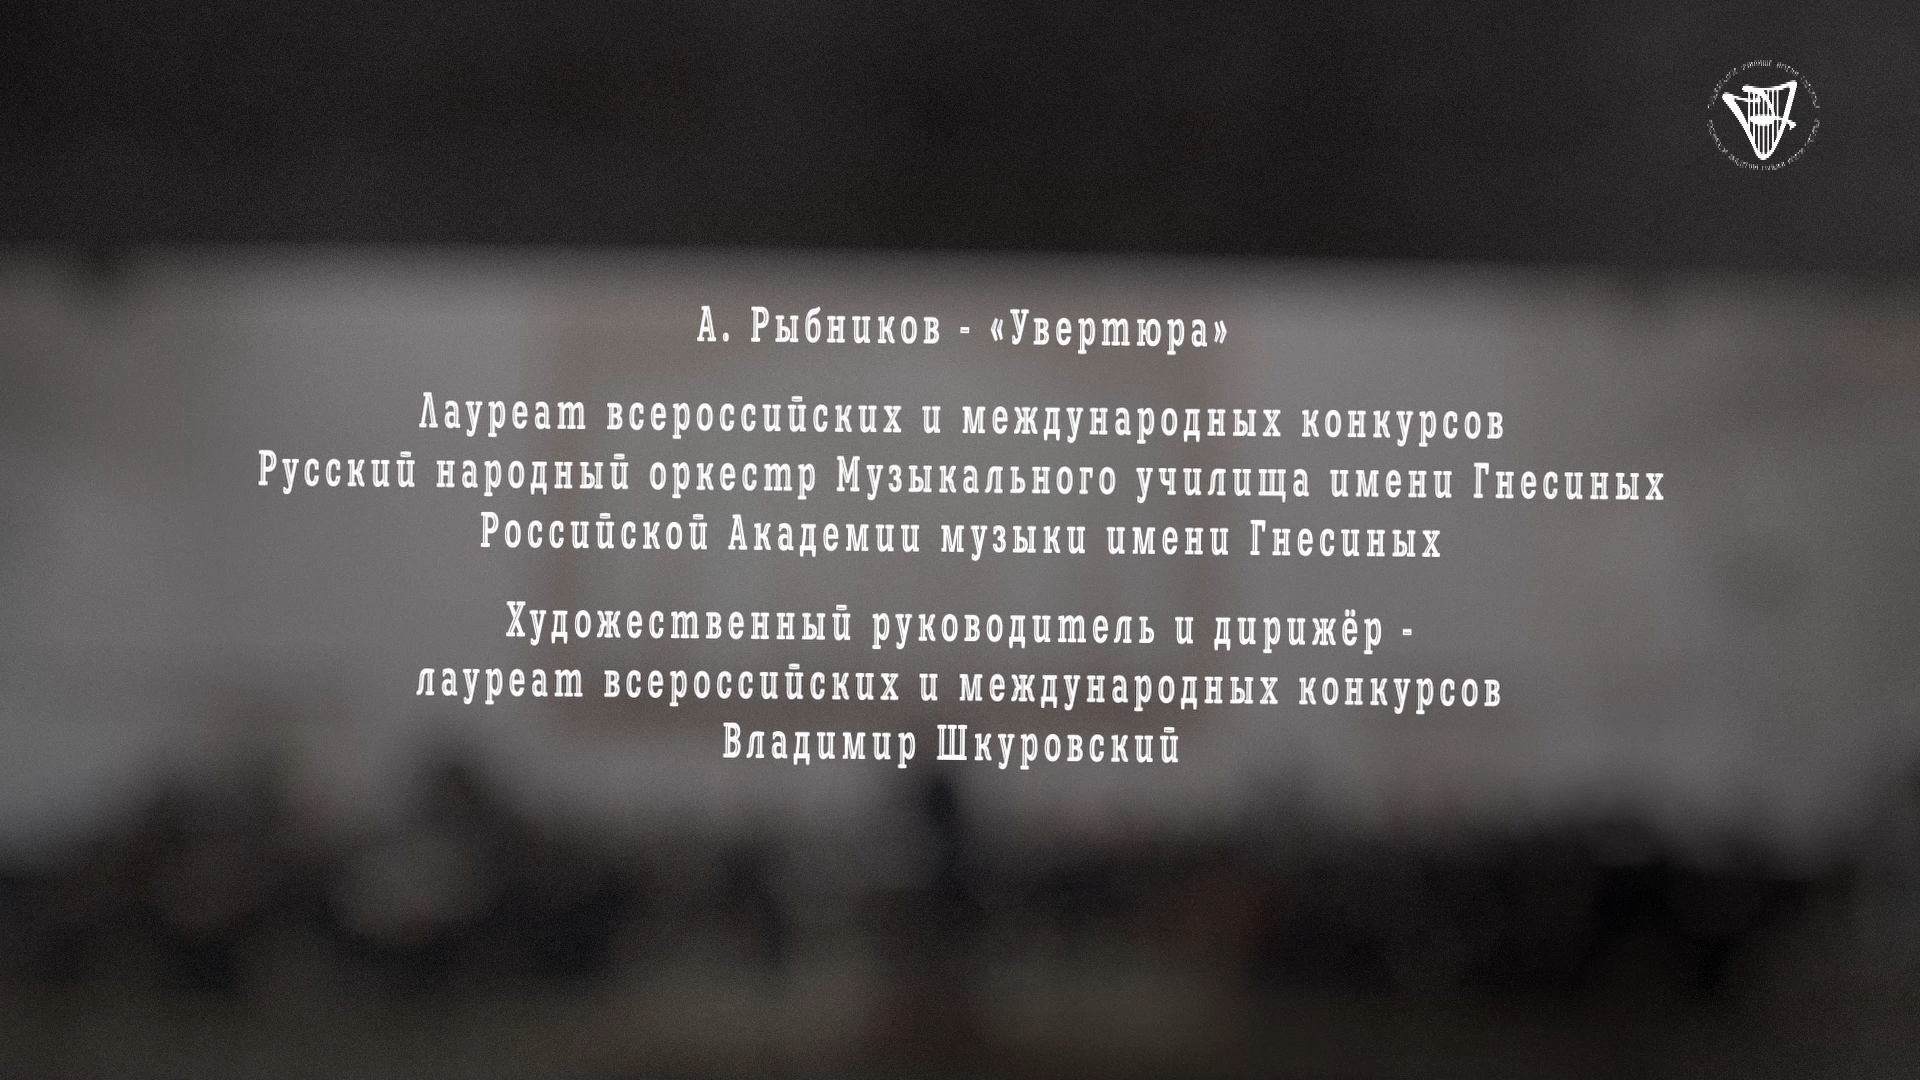 А. Рыбников - «Увертюра»
Лауреат всероссийских и международных конкурсов
Русский народный оркестр Музыкального училища имени Гнесиных
Российской Академии музыки имени Гнесиных
Художественный руководитель и дирижёр -
лауреат всероссийских и международных конкурсов
Владимир Шкуровский